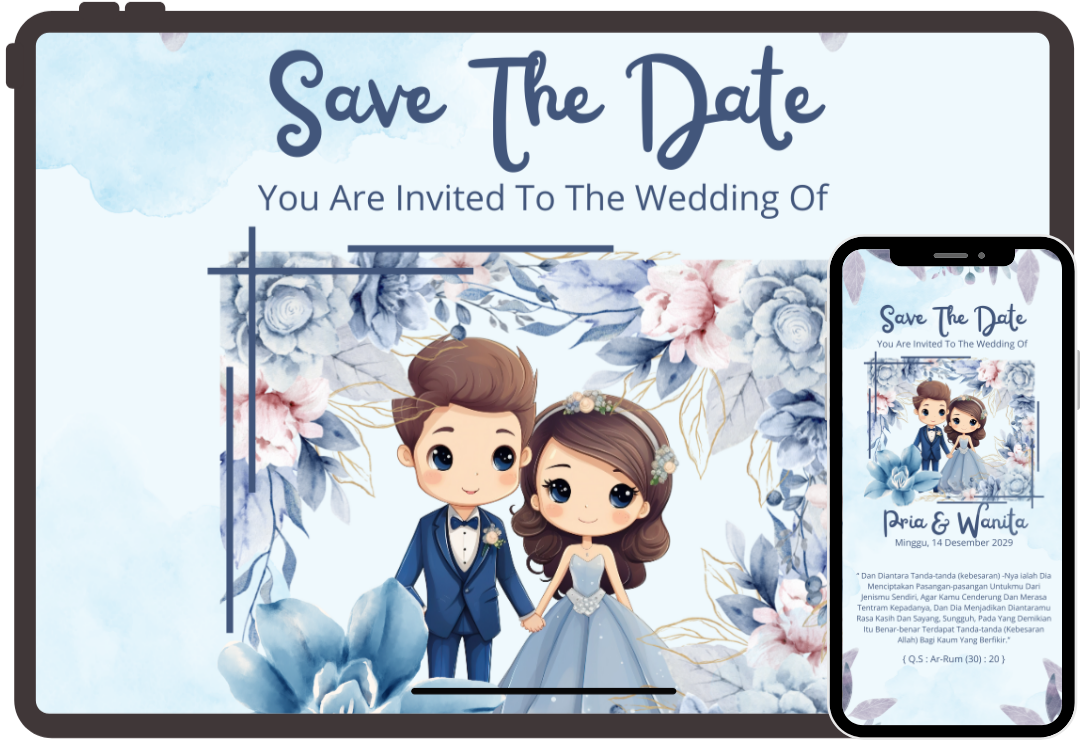 Save The Date
You Are Invited To The Wedding Of
Save The Date
You Are Invited To The Wedding Of
Pria & Wanita
Minggu, 14 Desember 2029
" Dan Diantara Tanda-tanda (kebesaran) -Nya ialah Dia
Menciptakan Pasangan-pasangan Untukmu Dari
Jenismu Sendiri, Agar Kamu Cenderung Dan Merasa
Tentram Kepadanya, Dan Dia Menjadikan Diantaramu
Rasa Kasih Dan Sayang, Sungguh, Pada Yang Demikian
Itu Benar-benar Terdapat Tanda-tanda (Kebesaran
Allah) Bagi Kaum Yang Berfikir."
{ Q.S : Ar-Rum (30) : 20 }